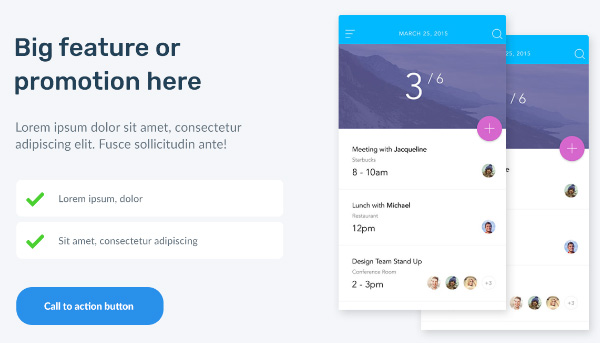 Big feature or
promotion here
Lorem ipsum dolor sit amet, consectetur
adipiscing elit. Fusce sollicitudin ante!
Lorem ipsum, dolor
Sit amet, consectetur adipiscing
Call to action button
MARCH 25, 2015
3 / 6
Meeting with Jacqueline
Starbucks
8 - 10am
Lunch with Michael
Restaurant
12pm
Design Team Stand Up
Conference Room
2 - 3pm
+3
25, 2015
/ 6
e
+3